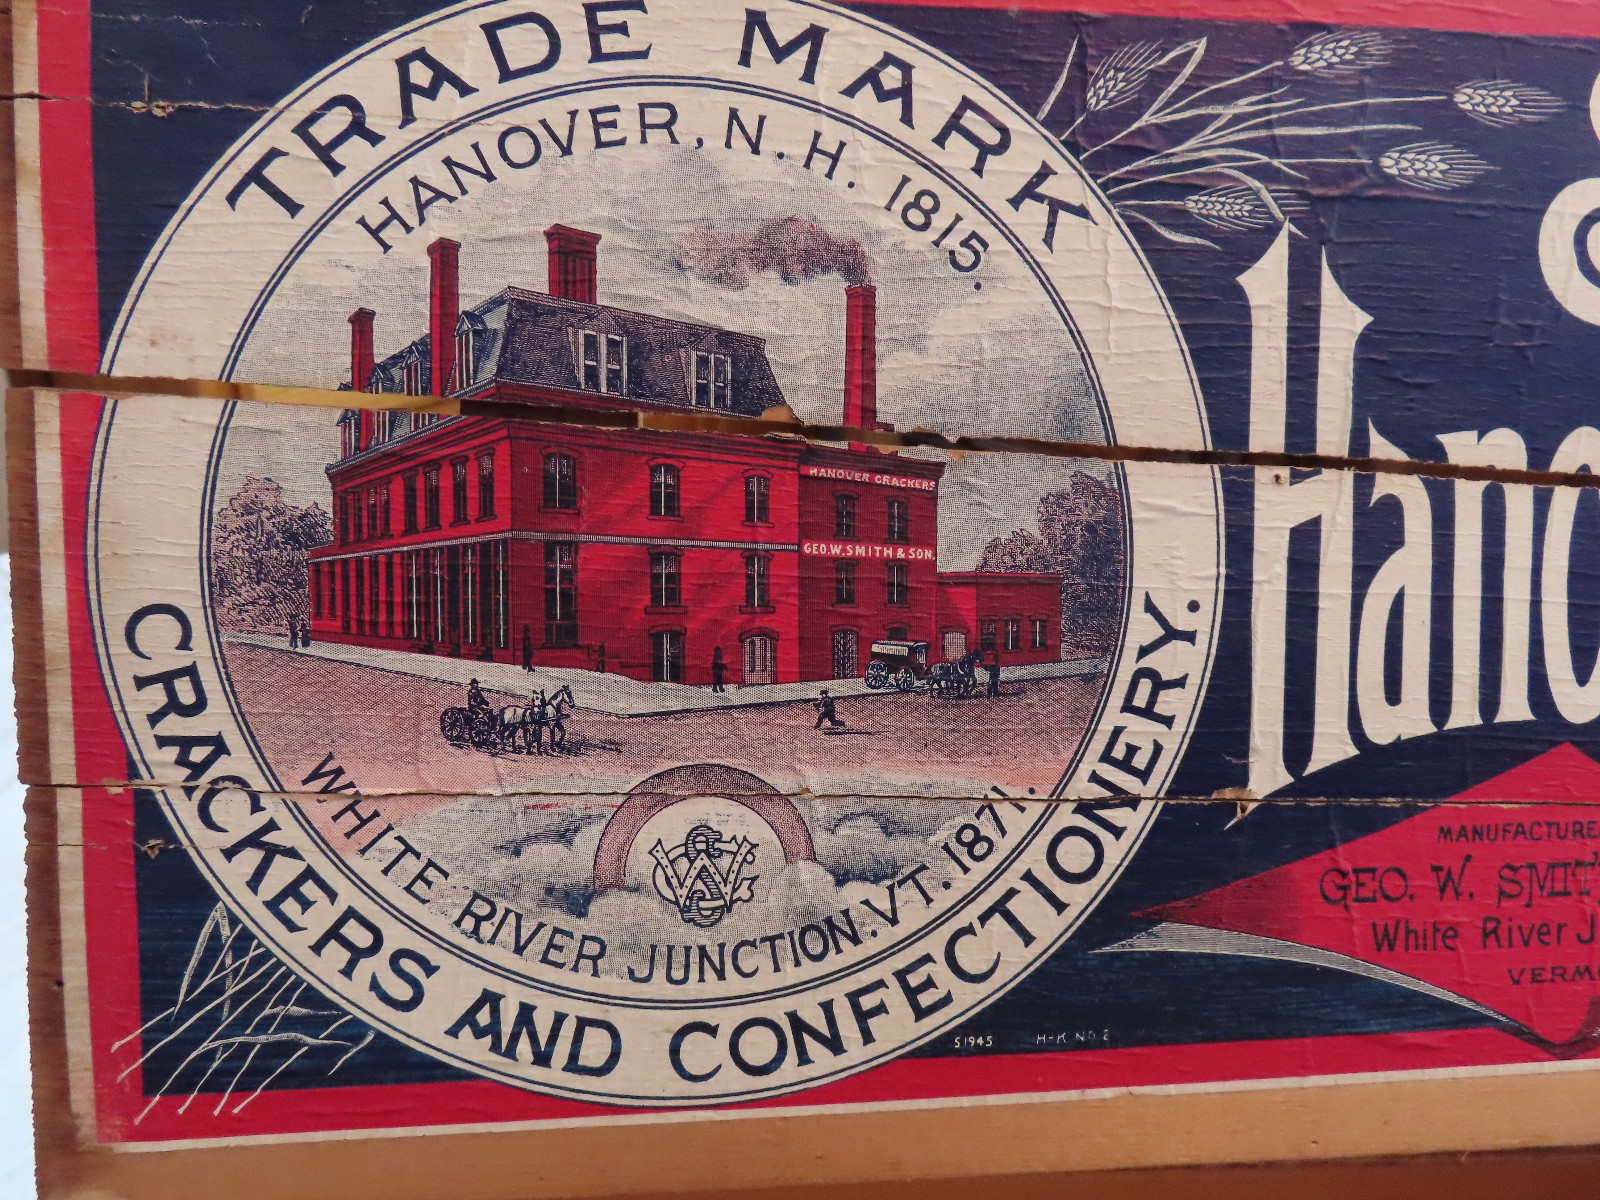 TRADE MARK
HANOVER, N.H. 1815.
HANOVER CRACKERS
GEO.W.SMITH & SON.
WHITE RIVER JUNCTION.VT.1871.
CRACKERS AND CONFECTIONERY.
S1945 H-K NO 2
Hano
MANUFACTURE
GEO. W. SMIT
White River J
VERM